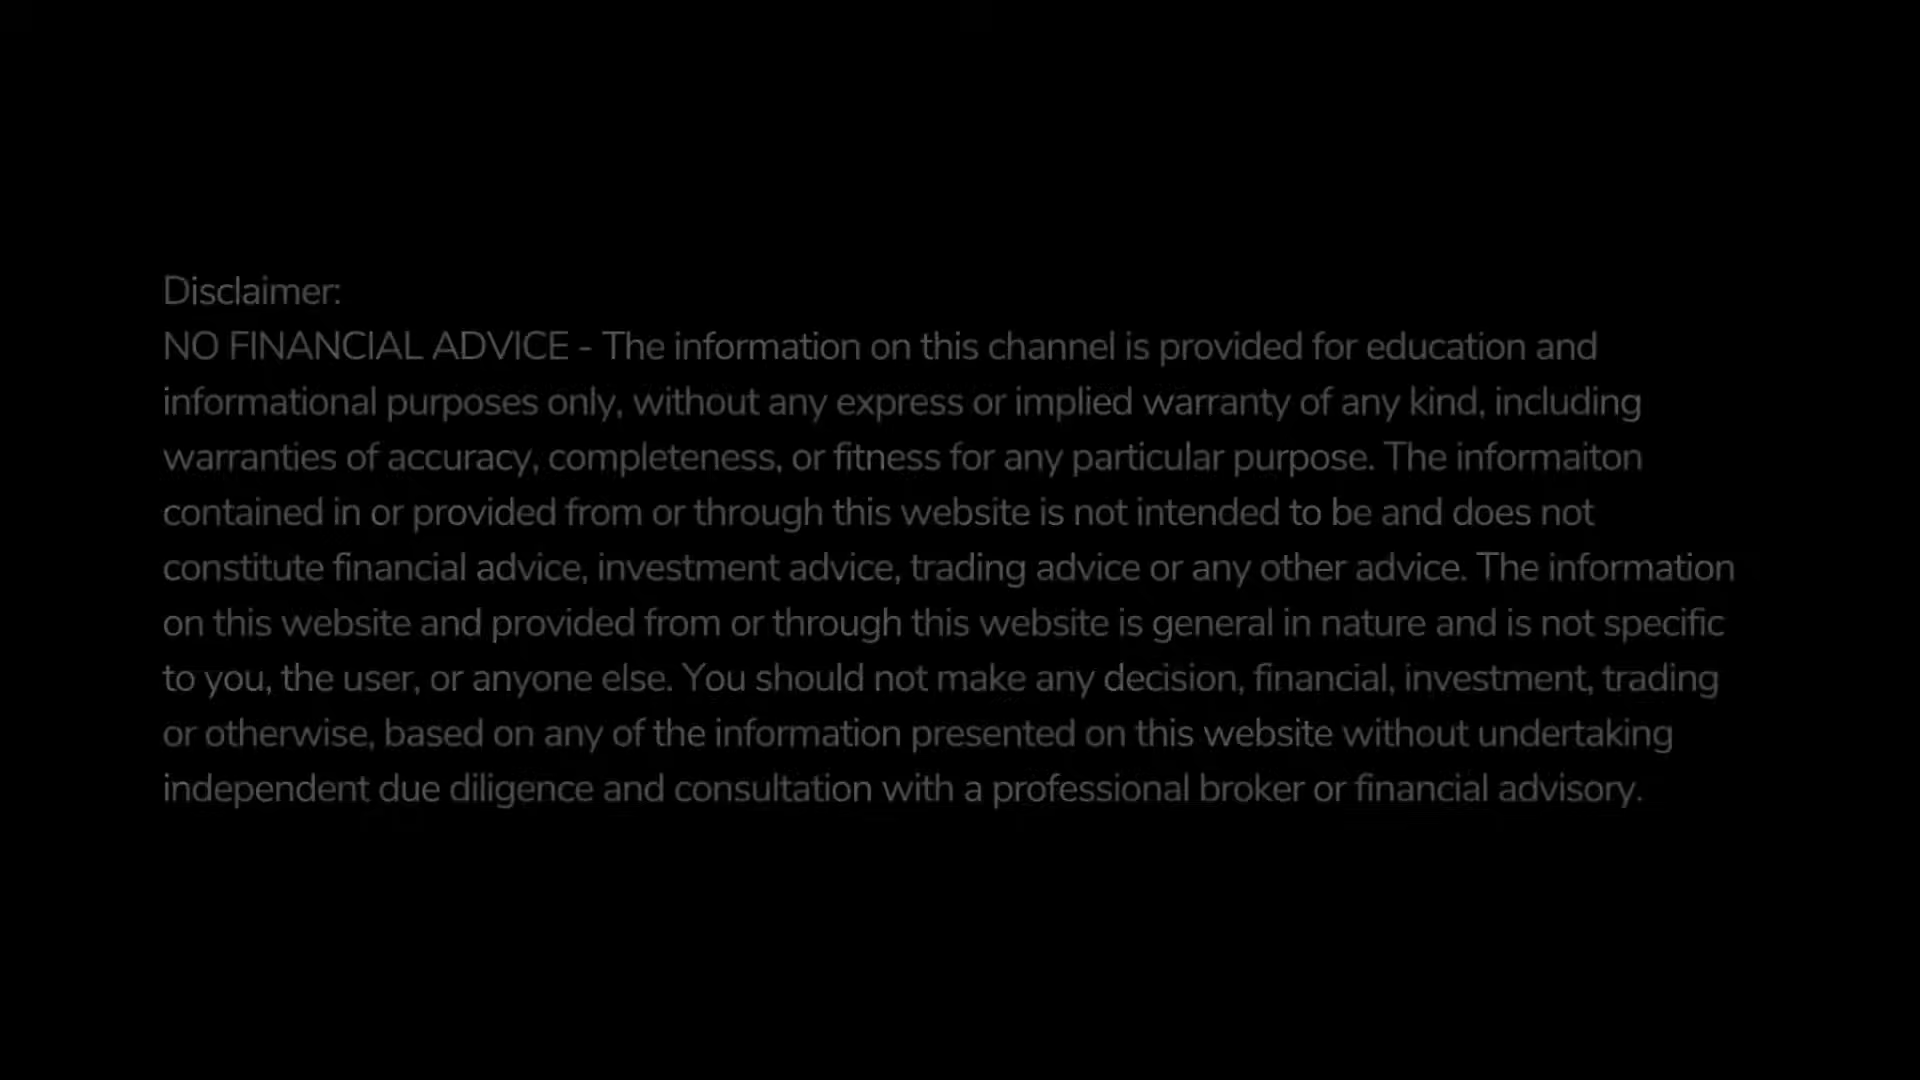 Disclaimer:
NO FINANCIAL ADVICE - The information on this channel is provided for education and
informational purposes only, without any express or implied warranty of any kind, including
warranties of accuracy, completeness, or fitness for any particular purpose. The informaiton
contained in or provided from or through this website is not intended to be and does not
constitute financial advice, investment advice, trading advice or any other advice. The information
on this website and provided from or through this website is general in nature and is not specific
to you, the user, or anyone else. You should not make any decision, financial, investment, trading
or otherwise, based on any of the information presented on this website without undertaking
independent due diligence and consultation with a professional broker or financial advisory.